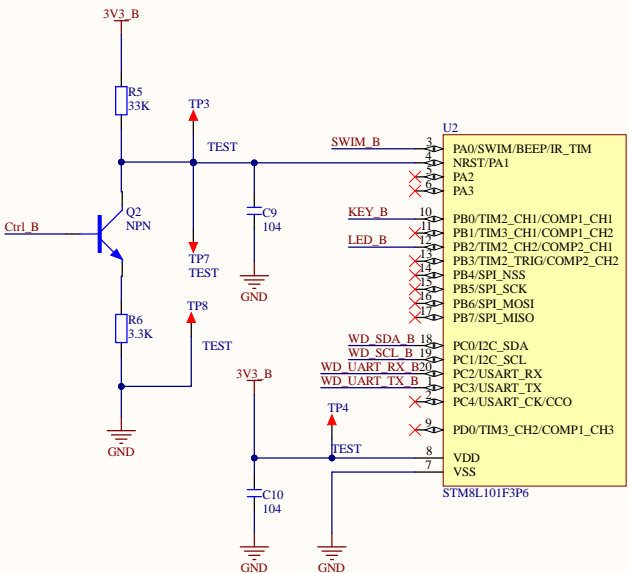 3V3_B
R5
33K
TP3
TEST
Q2
NPN
Ctrl_B
C9
104
GND
TP7
TEST
TP8
TEST
R6
3.3K
GND
3V3_B
TP4
TEST
C10
104
GND
GND
U2
SWIM_B 3 PA0/SWIM/BEEP/IR_TIM
4 NRST/PA1
5 PA2
6 PA3
KEY_B 10 PB0/TIM2_CH1/COMP1_CH1
11 PB1/TIM3_CH1/COMP1_CH2
LED_B 12 PB2/TIM2_CH2/COMP2_CH1
13 PB3/TIM2_TRIG/COMP2_CH2
14 PB4/SPI_NSS
15 PB5/SPI_SCK
16 PB6/SPI_MOSI
17 PB7/SPI_MISO
WD_SDA_B 18 PC0/I2C_SDA
WD_SCL_B 19 PC1/I2C_SCL
WD_UART_RX_B 20 PC2/USART_RX
WD_UART_TX_B 1 PC3/USART_TX
2 PC4/USART_CK/CCO
9 PD0/TIM3_CH2/COMP1_CH3
8 VDD
7 VSS
STM8L101F3P6